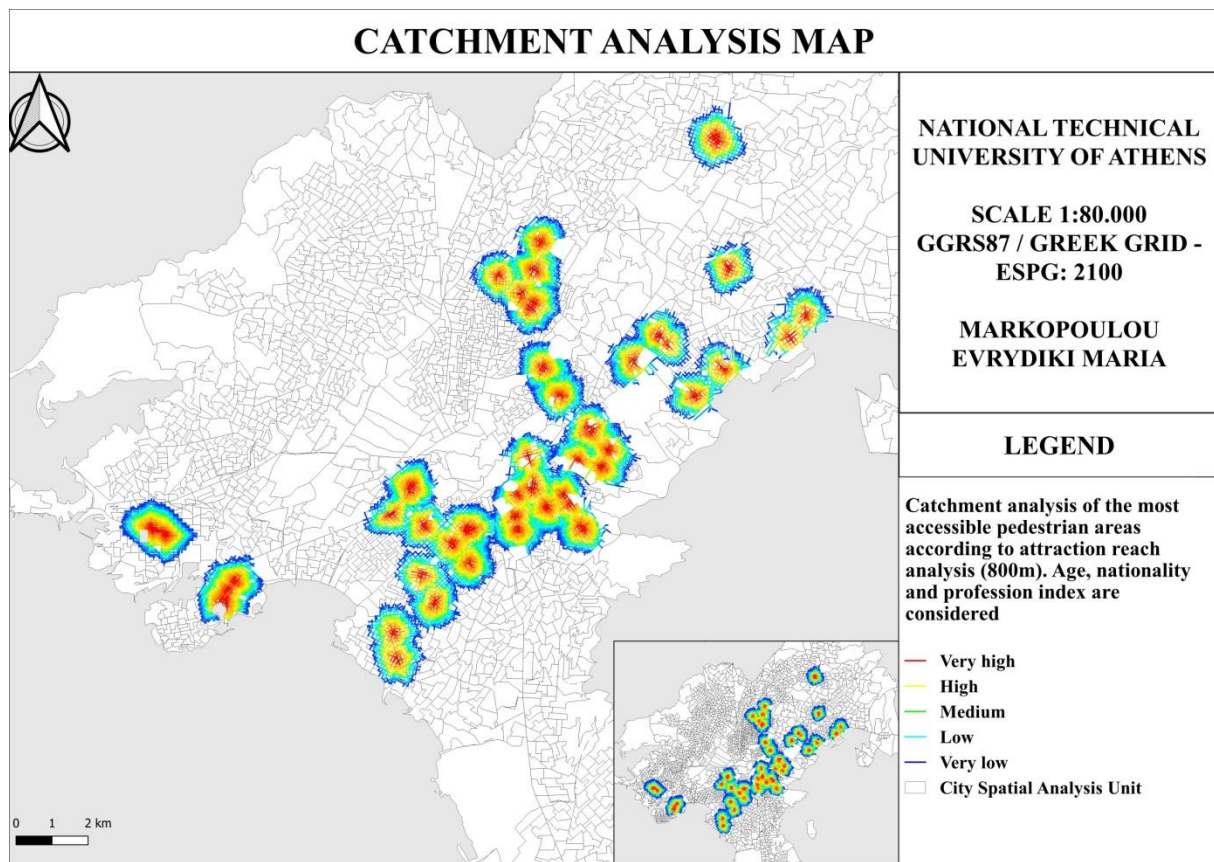 CATCHMENT ANALYSIS MAP
NATIONAL TECHNICAL
UNIVERSITY OF ATHENS
SCALE 1:80.000
GGRS87 / GREEK GRID -
ESPG: 2100
MARKOPOULOU
EVRYDIKI MARIA
LEGEND
Catchment analysis of the most
accessible pedestrian areas
according to attraction reach
analysis (800m). Age, nationality
and profession index are
considered
Very high
High
Medium
Low
Very low
City Spatial Analysis Unit
0 1 2 km